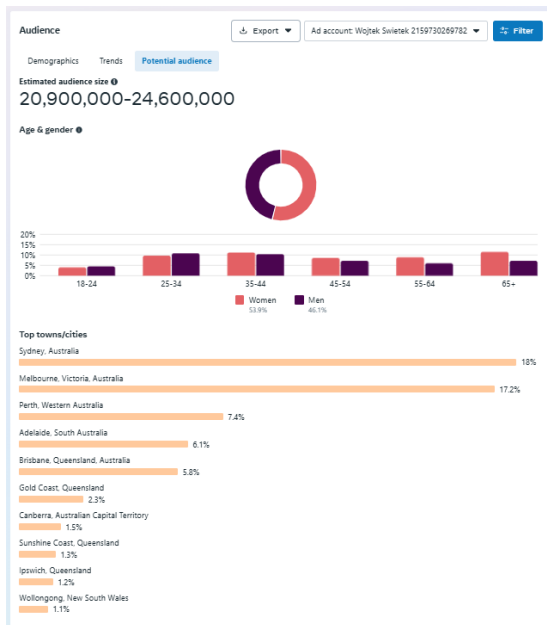 Audience
Export
Ad account: Wojtek Swietek 2159730269782
Filter
Demographics
Trends
Potential audience
Estimated audience size
20,900,000-24,600,000
Age & gender
20%
15%
10%
5%
0%
18-24
25-34
35-44
45-54
55-64
65+
Women
53.9%
Men
46.1%
Top towns/cities
Sydney, Australia
18%
Melbourne, Victoria, Australia
17.2%
Perth, Western Australia
7.4%
Adelaide, South Australia
6.1%
Brisbane, Queensland, Australia
5.8%
Gold Coast, Queensland
2.3%
Canberra, Australian Capital Territory
1.5%
Sunshine Coast, Queensland
1.3%
Ipswich, Queensland
1.2%
Wollongong, New South Wales
1.1%